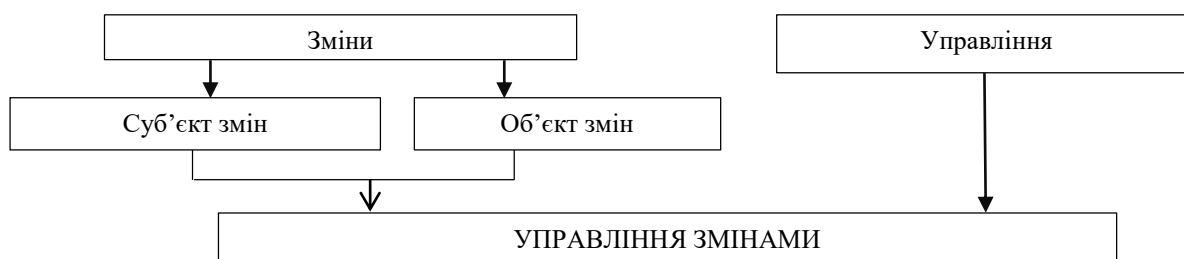 Зміни
Управління
Суб’єкт змін
Об’єкт змін
УПРАВЛІННЯ ЗМІНАМИ